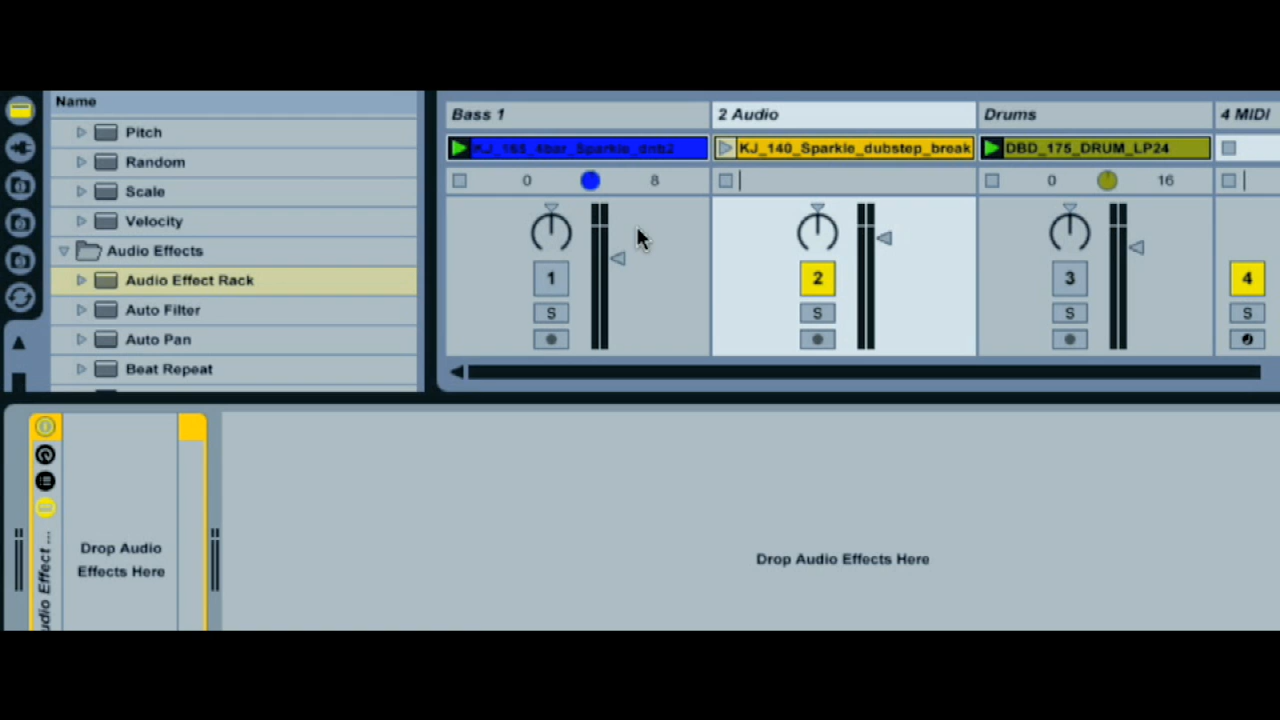 Name
Pitch
Random
Scale
Velocity
Audio Effects
Audio Effect Rack
Auto Filter
Auto Pan
Beat Repeat
Bass 1
2 Audio
Drums
4 MIDI
KJ_140_Sparkle_dubstep_break
DBD_175_DRUM_LP24
0
8
0
16
1
2
3
4
S
S
S
S
udio Effect ...
Drop Audio
Effects Here
Drop Audio Effects Here